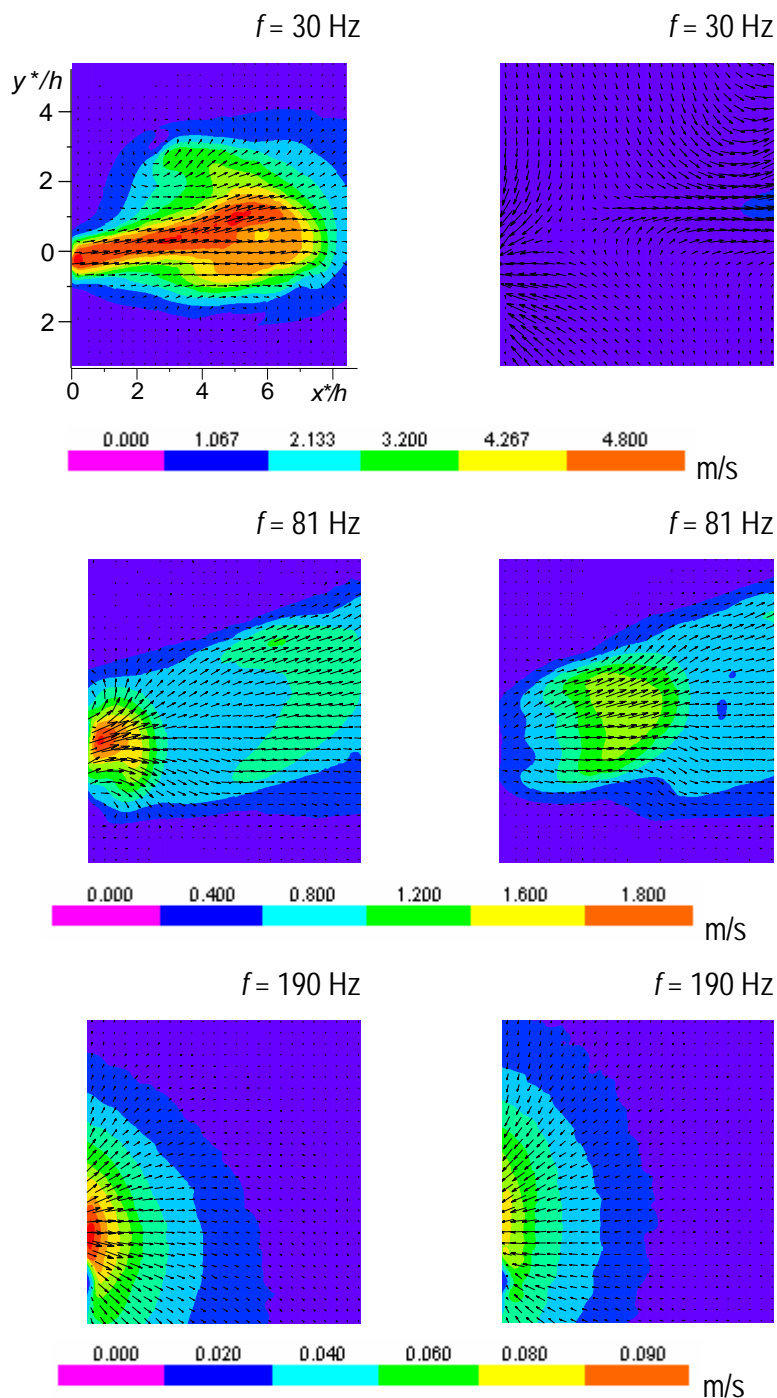 f = 30 Hz
f = 30 Hz
y*/h
4
2
0
2
0 2 4 6 x*/h
0.000 1.067 2.133 3.200 4.267 4.800
m/s
f = 81 Hz
f = 81 Hz
0.000 0.400 0.800 1.200 1.600 1.800
m/s
f = 190 Hz
f = 190 Hz
0.000 0.020 0.040 0.060 0.080 0.090
m/s